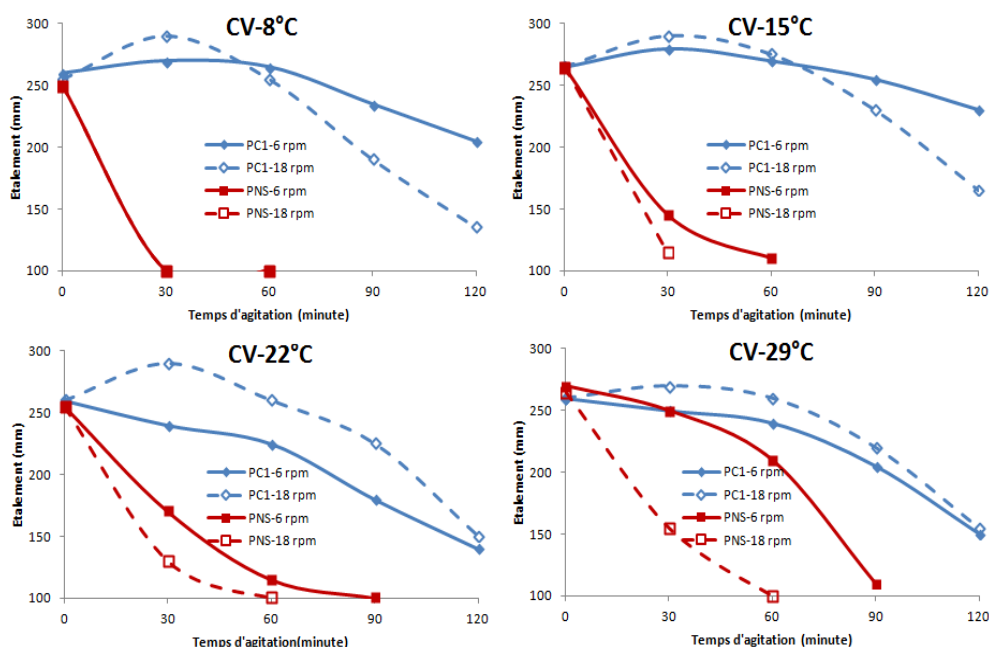 CV-8°C
300
250
200
150
100
Etalement (mm)
PC1-6 rpm
PC1-18 rpm
PNS-6 rpm
PNS-18 rpm
0 30 60 90 120
Temps d'agitation (minute)
CV-15°C
300
250
200
150
100
Etalement (mm)
PC1-6 rpm
PC1-18 rpm
PNS-6 rpm
PNS-18 rpm
0 30 60 90 120
Temps d'agitation (minute)
CV-22°C
300
250
200
150
100
Etalement (mm)
PC1-6 rpm
PC1-18 rpm
PNS-6 rpm
PNS-18 rpm
0 30 60 90 120
Temps d'agitation(minute)
CV-29°C
300
250
200
150
100
Etalement (mm)
PC1-6 rpm
PC1-18 rpm
PNS-6 rpm
PNS-18 rpm
0 30 60 90 120
Temps d'agitation (minute)